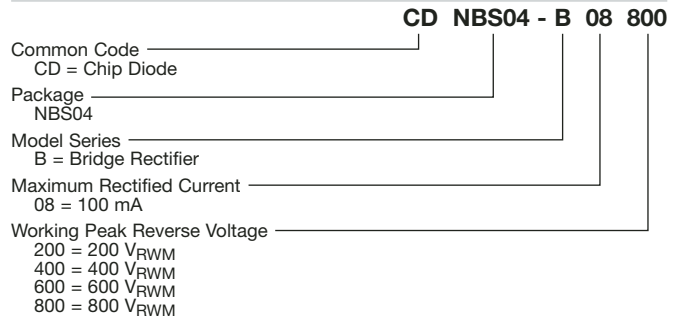 CD NBS04 - B 08 800
Common Code
CD = Chip Diode
Package
NBS04
Model Series
B = Bridge Rectifier
Maximum Rectified Current
08 = 100 mA
Working Peak Reverse Voltage
200 = 200 VRWM
400 = 400 VRWM
600 = 600 VRWM
800 = 800 VRWM